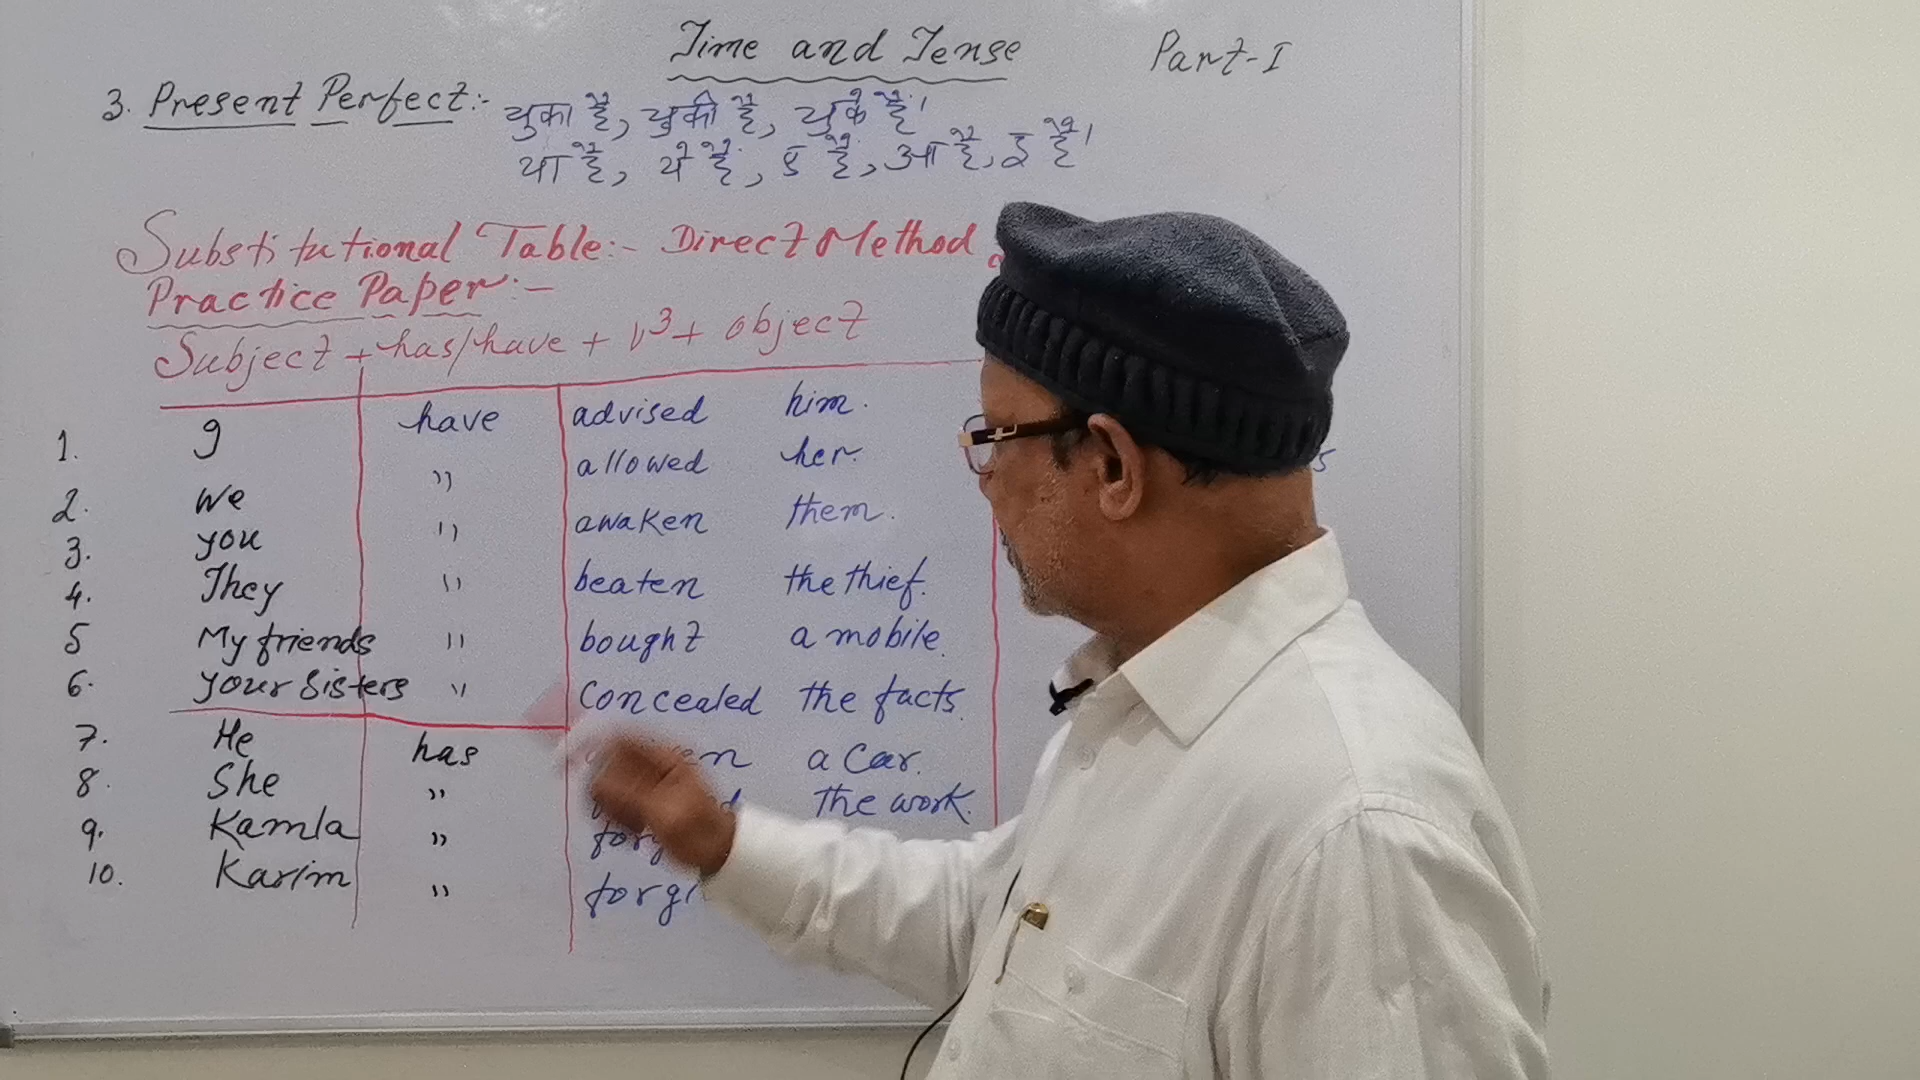 Time and Tense Part-I
3. Present Perfect:- चुका है, चुकी है, चुके हैं।
या है, ये हैं, ई है, आ है, इ है।
Substitutional Table:- Direct Method
Practice Paper:-
Subject + has/have + V3 + object
1. I have advised him.
2. We " allowed her.
3. you " awaken them.
4. They " beaten the thief.
5 My friends " bought a mobile.
6. your sisters " concealed the facts.
7. He has a car.
8. She " the work.
9. Kamla "
10. Karim "